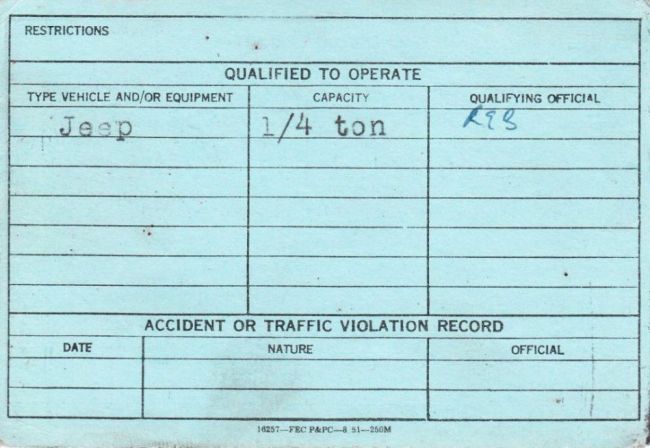 RESTRICTIONS
QUALIFIED TO OPERATE
TYPE VEHICLE AND/OR EQUIPMENT CAPACITY QUALIFYING OFFICIAL
Jeep 1/4 ton REB
ACCIDENT OR TRAFFIC VIOLATION RECORD
DATE NATURE OFFICIAL
16257—FEC P&PC—8 51—250M